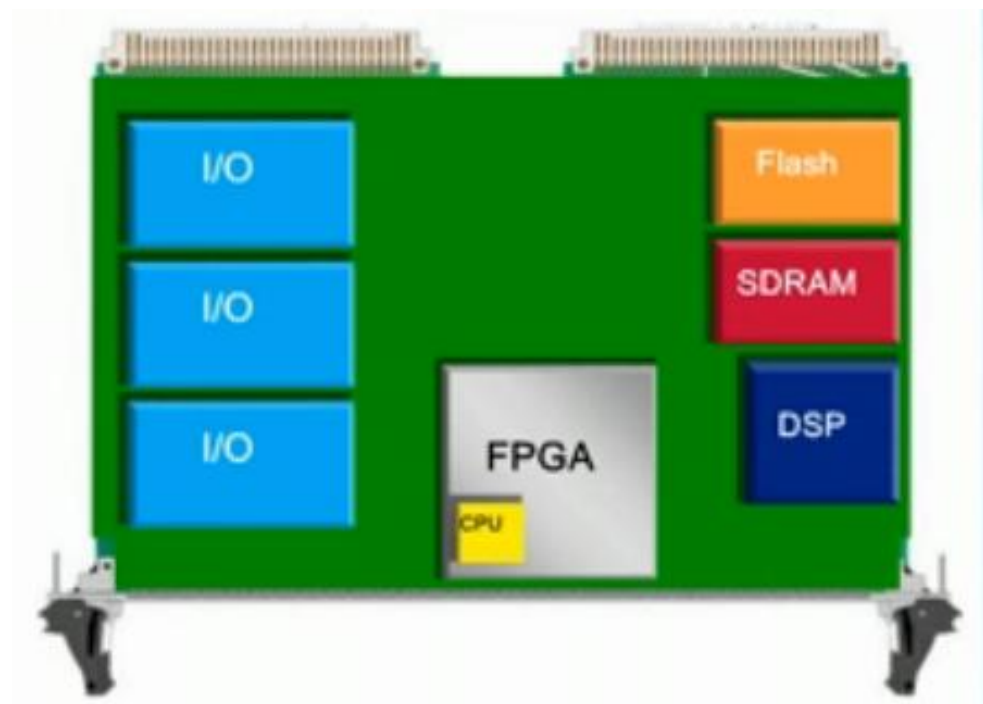 I/O
I/O
I/O
Flash
SDRAM
DSP
FPGA
CPU